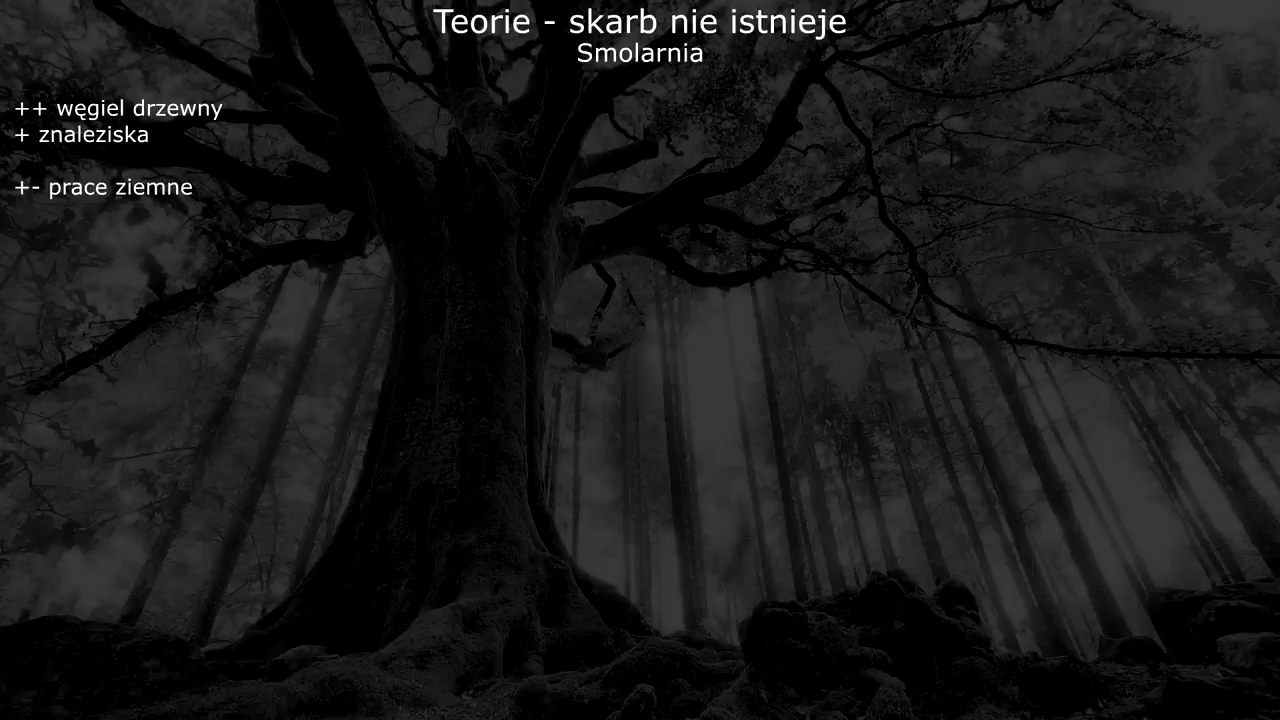 Teorie - skarb nie istnieje
Smolarnia
++ węgiel drzewny
+ znaleziska
+- prace ziemne